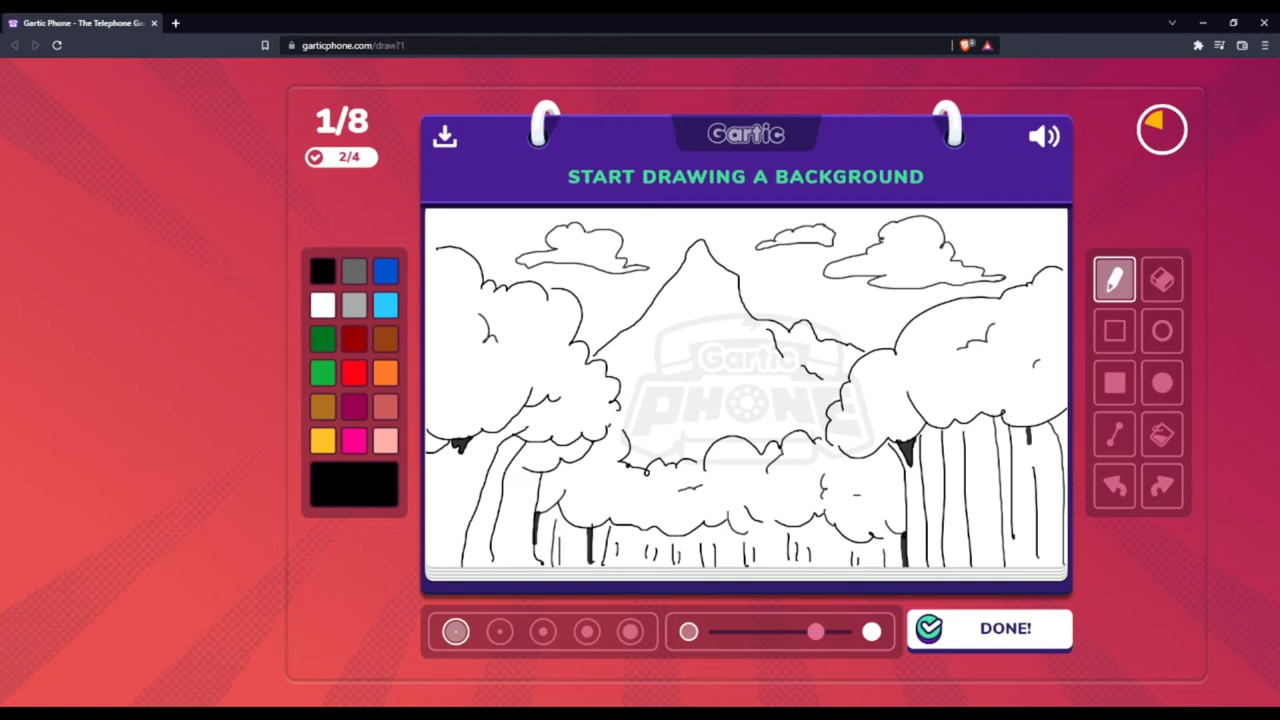 Gartic Phone - The Telephone Ga
garticphone.com/draw?1
1/8
2/4
Gartic
START DRAWING A BACKGROUND
Gartic
PHONE
DONE!